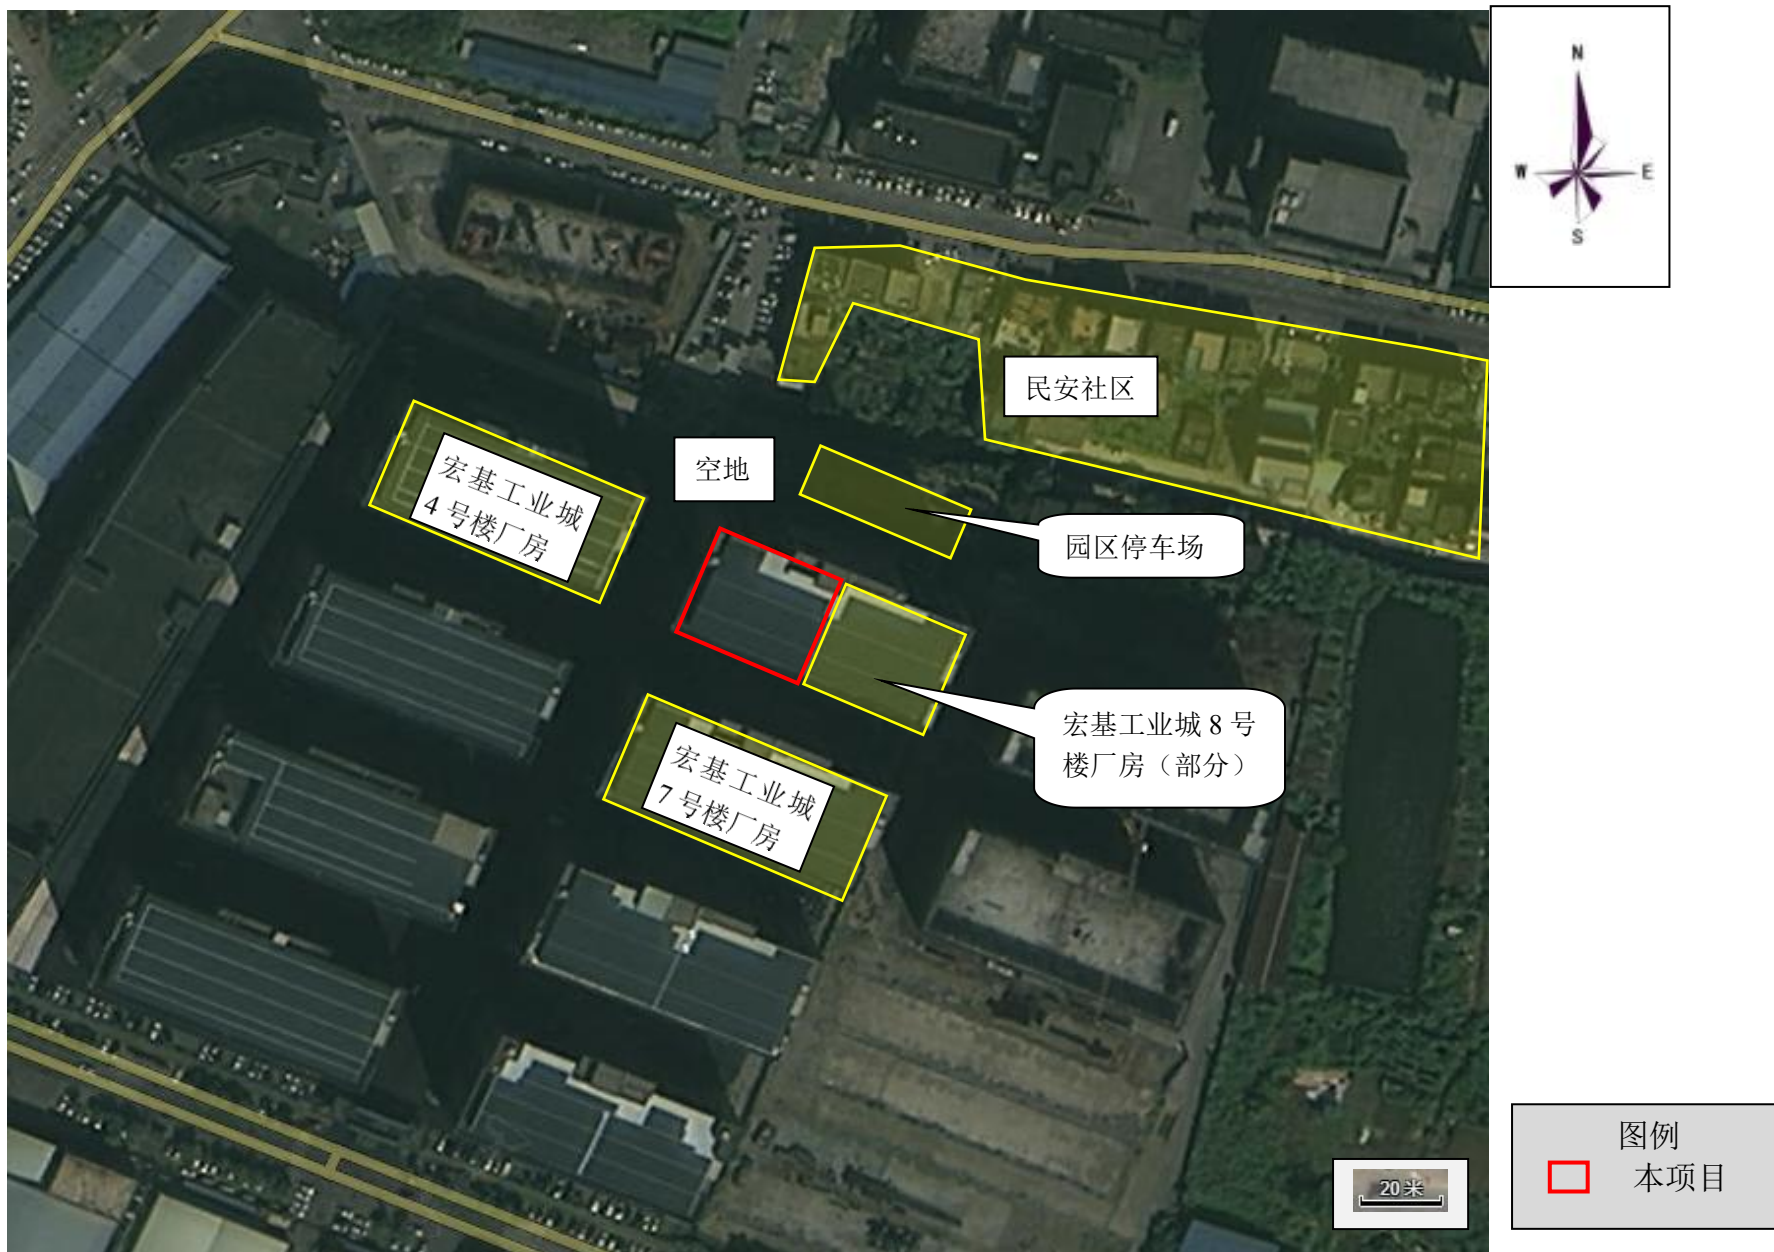 N
W
E
S
民安社区
空地
宏基工业城
4 号楼厂房
园区停车场
宏基工业城 8 号
楼厂房（部分）
宏基工业城
7 号楼厂房
20 米
图例
本项目